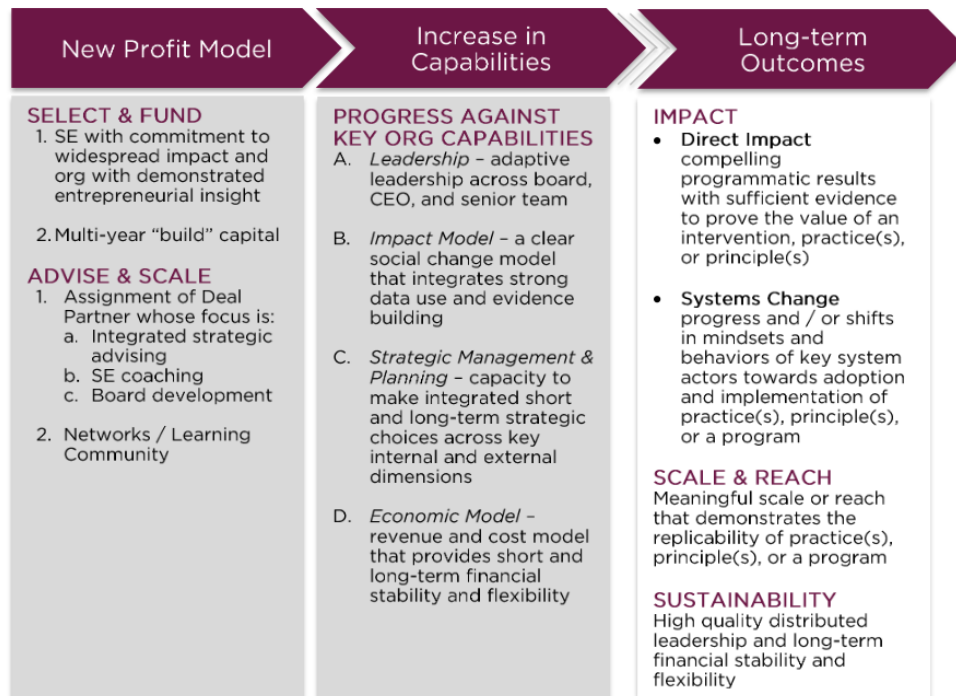 New Profit Model
Increase in
Capabilities
Long-term
Outcomes
SELECT & FUND
1. SE with commitment to
widespread impact and
org with demonstrated
entrepreneurial insight
2. Multi-year “build” capital
ADVISE & SCALE
1. Assignment of Deal
Partner whose focus is:
a. Integrated strategic
advising
b. SE coaching
c. Board development
2. Networks / Learning
Community
PROGRESS AGAINST
KEY ORG CAPABILITIES
A. Leadership – adaptive
leadership across board,
CEO, and senior team
B. Impact Model – a clear
social change model
that integrates strong
data use and evidence
building
C. Strategic Management &
Planning – capacity to
make integrated short
and long-term strategic
choices across key
internal and external
dimensions
D. Economic Model –
revenue and cost model
that provides short and
long-term financial
stability and flexibility
IMPACT
• Direct Impact
compelling
programmatic results
with sufficient evidence
to prove the value of an
intervention, practice(s),
or principle(s)
• Systems Change
progress and / or shifts
in mindsets and
behaviors of key system
actors towards adoption
and implementation of
practice(s), principle(s),
or a program
SCALE & REACH
Meaningful scale or reach
that demonstrates the
replicability of practice(s),
principle(s), or a program
SUSTAINABILITY
High quality distributed
leadership and long-term
financial stability and
flexibility